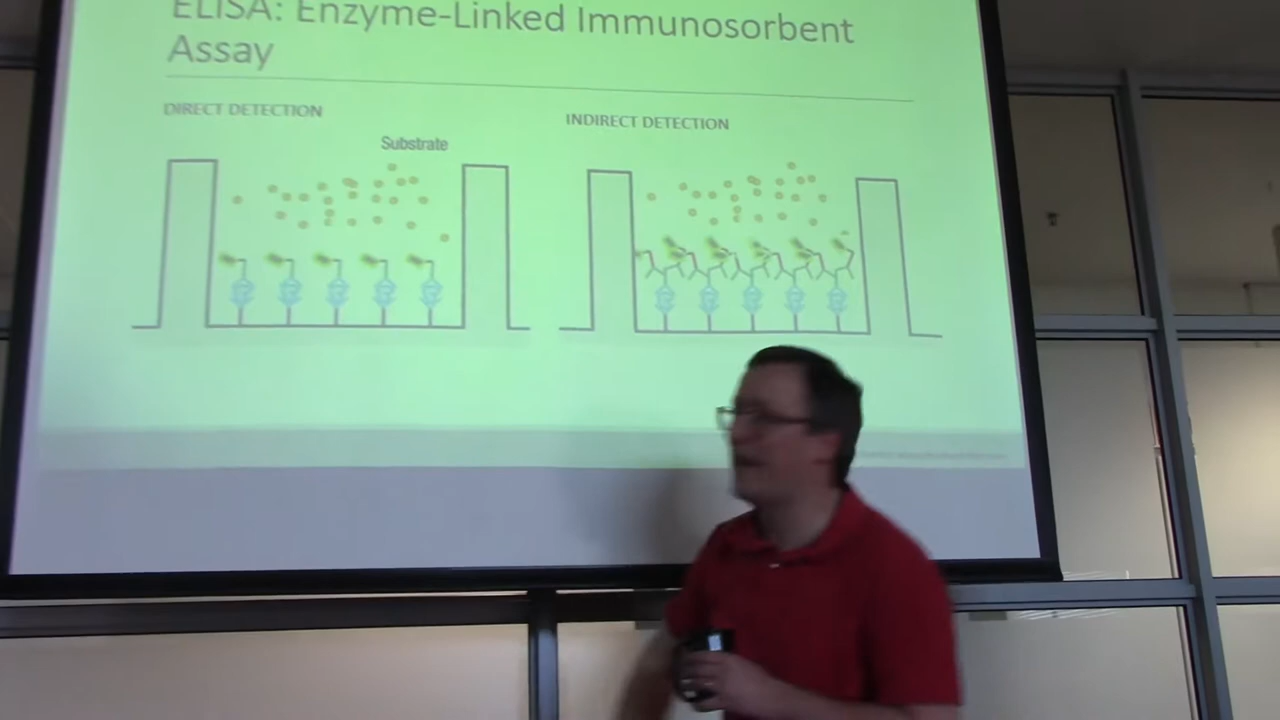 ELISA: Enzyme-Linked Immunosorbent
Assay
DIRECT DETECTION
INDIRECT DETECTION
Substrate